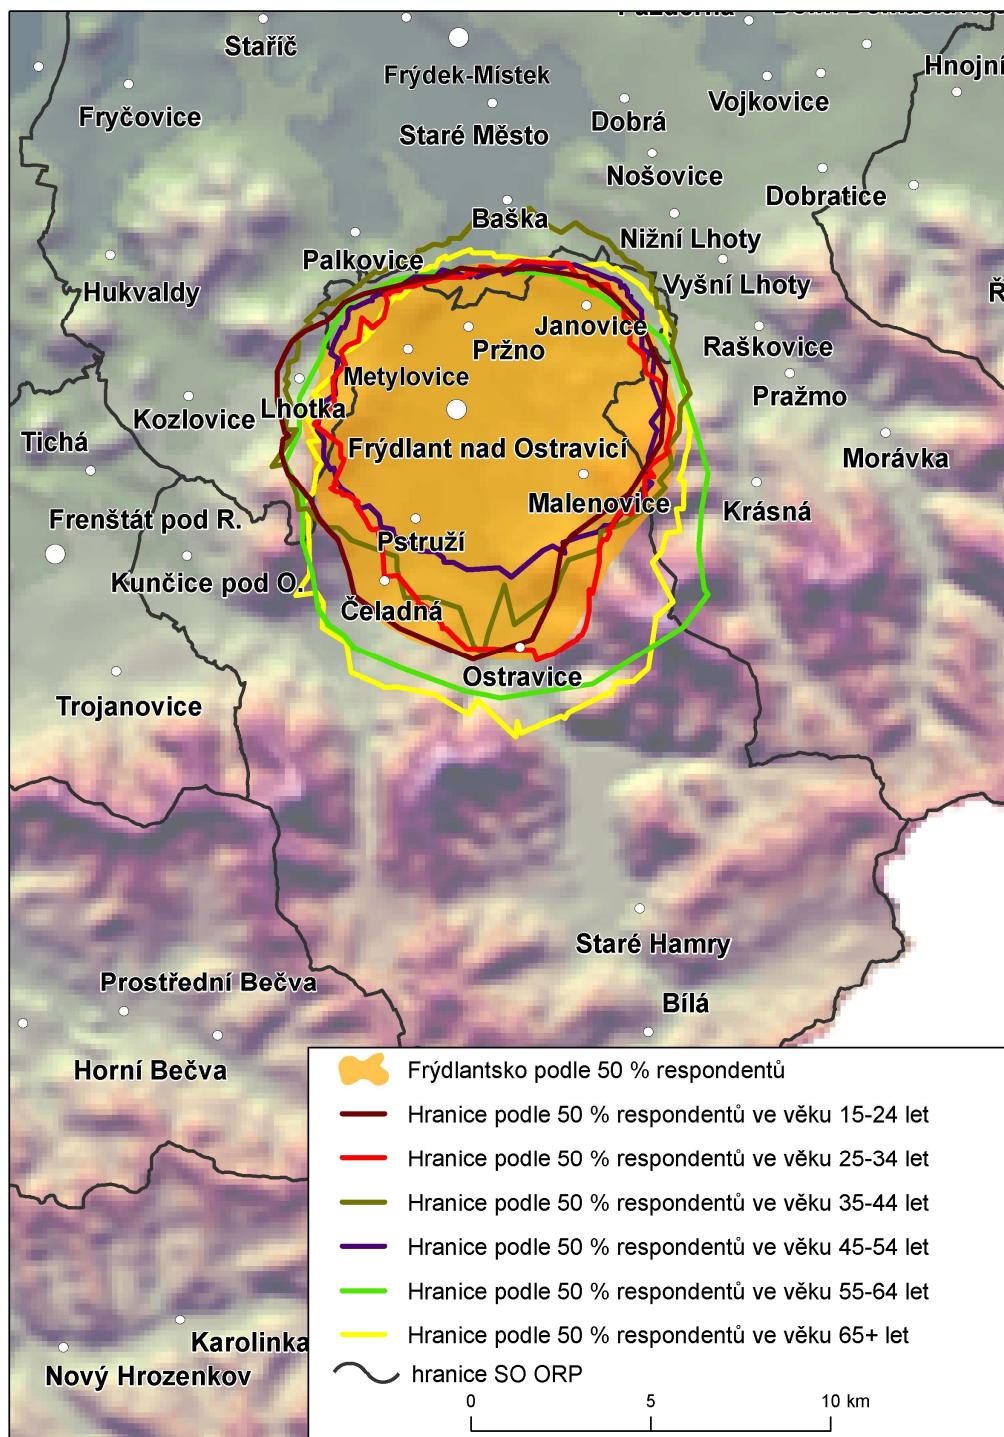 Staříč
Frýdek-Místek
Hnojní
Fryčovice
Vojkovice
Dobrá
Staré Město
Nošovice
Dobratice
Baška
Nižní Lhoty
Palkovice
Vyšní Lhoty
Hukvaldy
Janovice
Raškovice
Pržno
Metylovice
Pražmo
Lhotka
Kozlovice
Tichá
Frýdlant nad Ostravicí
Morávka
Malenovice
Krásná
Frenštát pod R.
Pstruží
Kunčice pod O.
Čeladná
Ostravice
Trojanovice
Staré Hamry
Prostřední Bečva
Bílá
Horní Bečva
Karolinka
Nový Hrozenkov
Frýdlantsko podle 50 % respondentů
Hranice podle 50 % respondentů ve věku 15-24 let
Hranice podle 50 % respondentů ve věku 25-34 let
Hranice podle 50 % respondentů ve věku 35-44 let
Hranice podle 50 % respondentů ve věku 45-54 let
Hranice podle 50 % respondentů ve věku 55-64 let
Hranice podle 50 % respondentů ve věku 65+ let
hranice SO ORP
0 5 10 km